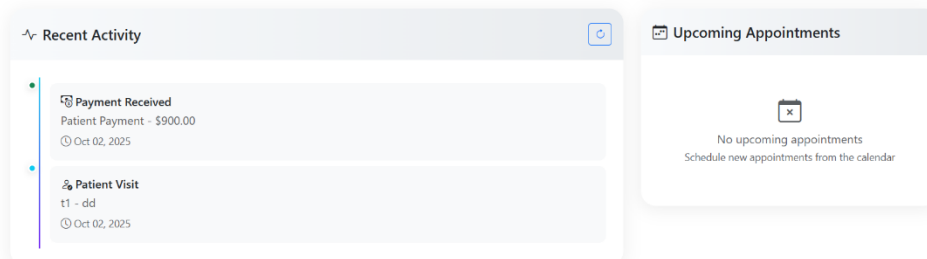 Recent Activity
Payment Received
Patient Payment - $900.00
Oct 02, 2025
Patient Visit
t1 - dd
Oct 02, 2025
Upcoming Appointments
No upcoming appointments
Schedule new appointments from the calendar